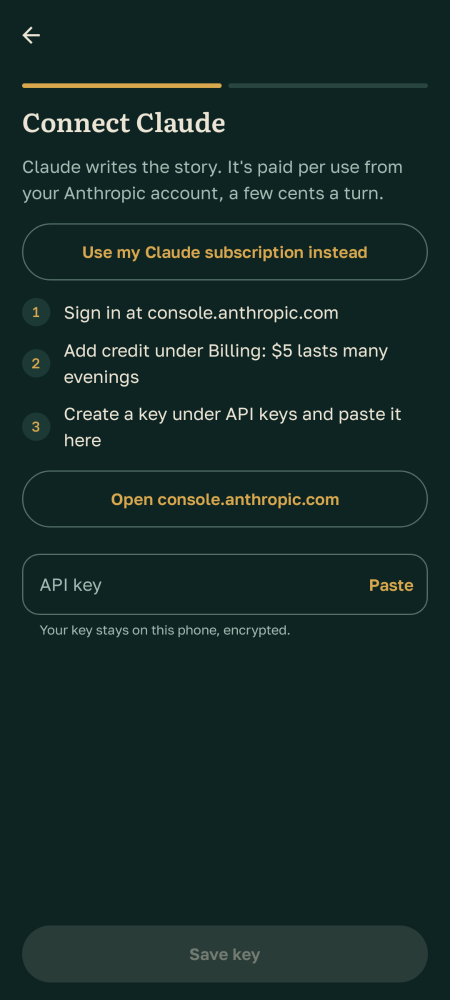 Connect Claude
Claude writes the story. It's paid per use from
your Anthropic account, a few cents a turn.
Use my Claude subscription instead
1 Sign in at console.anthropic.com
2 Add credit under Billing: $5 lasts many
evenings
3 Create a key under API keys and paste it
here
Open console.anthropic.com
API key Paste
Your key stays on this phone, encrypted.
Save key